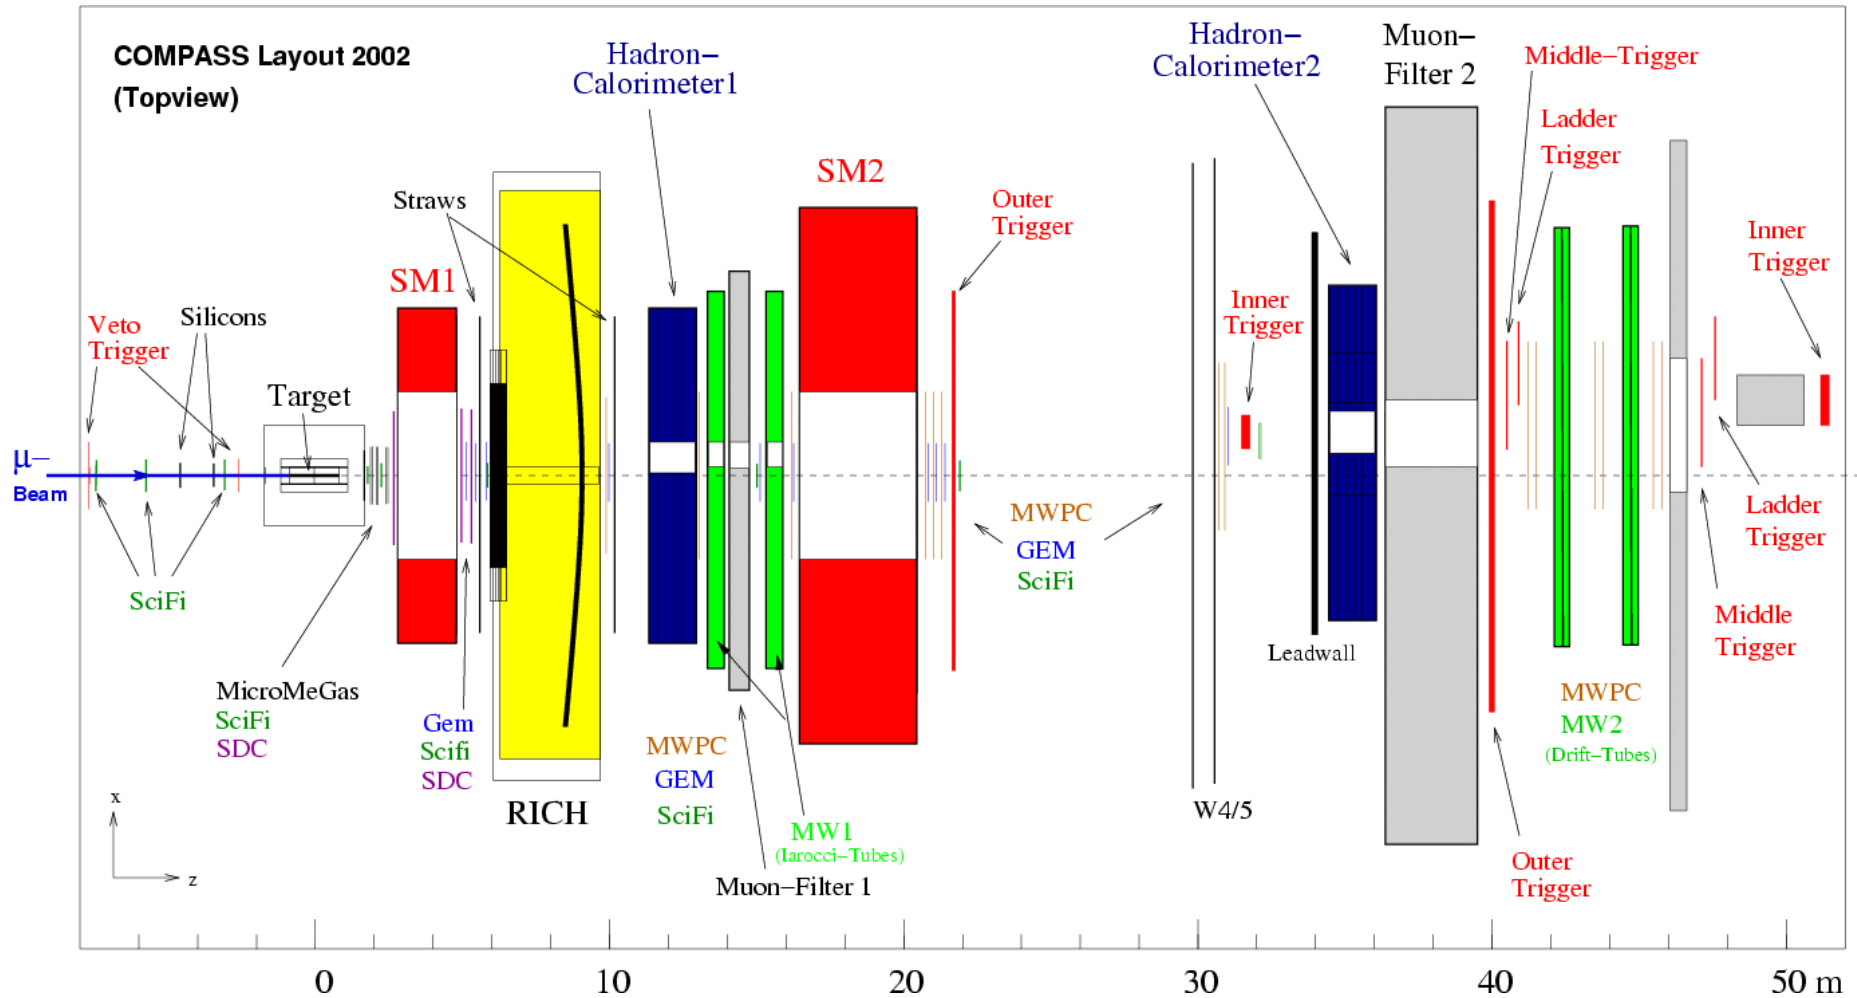 COMPASS Layout 2002
(Topview)
Hadron−
Calorimeter1
Hadron−
Calorimeter2
Muon−
Filter 2
Middle−Trigger
Ladder
Trigger
SM2
Straws
Outer
Trigger
Inner
Trigger
SM1
Veto
Trigger
Silicons
Inner
Trigger
Target
μ−
Beam
SciFi
MWPC
GEM
SciFi
Ladder
Trigger
Middle
Trigger
Leadwall
MicroMeGas
SciFi
SDC
Gem
Scifi
SDC
MWPC
GEM
SciFi
MWPC
MW2
(Drift−Tubes)
RICH
W4/5
MW1
(Iarocci−Tubes)
Muon−Filter 1
Outer
Trigger
x
z
0 10 20 30 40 50 m